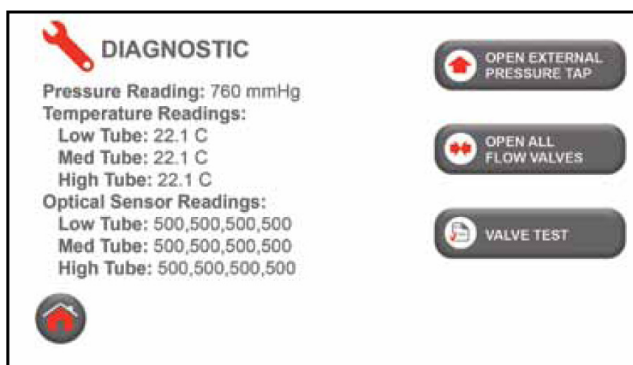 DIAGNOSTIC
Pressure Reading: 760 mmHg
Temperature Readings:
Low Tube: 22.1 C
Med Tube: 22.1 C
High Tube: 22.1 C
Optical Sensor Readings:
Low Tube: 500,500,500,500
Med Tube: 500,500,500,500
High Tube: 500,500,500,500
OPEN EXTERNAL
PRESSURE TAP
OPEN ALL
FLOW VALVES
VALVE TEST